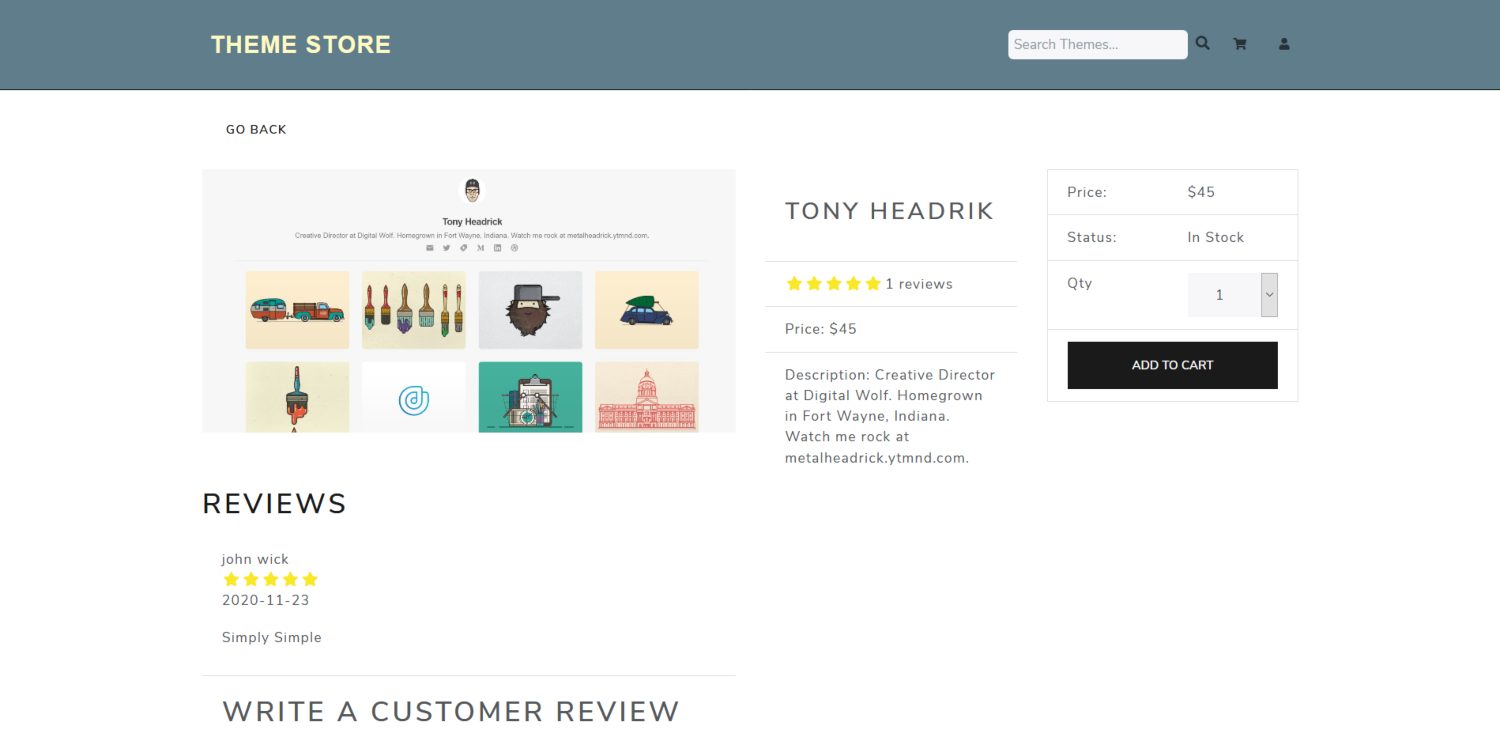 THEME STORE
Search Themes...
GO BACK
Tony Headrick
Creative Director at Digital Wolf. Homegrown in Fort Wayne, Indiana. Watch me rock at metalheadrick.ytmnd.com.
TONY HEADRIK
1 reviews
Price: $45
Description: Creative Director
at Digital Wolf. Homegrown
in Fort Wayne, Indiana.
Watch me rock at
metalheadrick.ytmnd.com.
Price: $45
Status: In Stock
Qty 1
ADD TO CART
REVIEWS
john wick
2020-11-23
Simply Simple
WRITE A CUSTOMER REVIEW